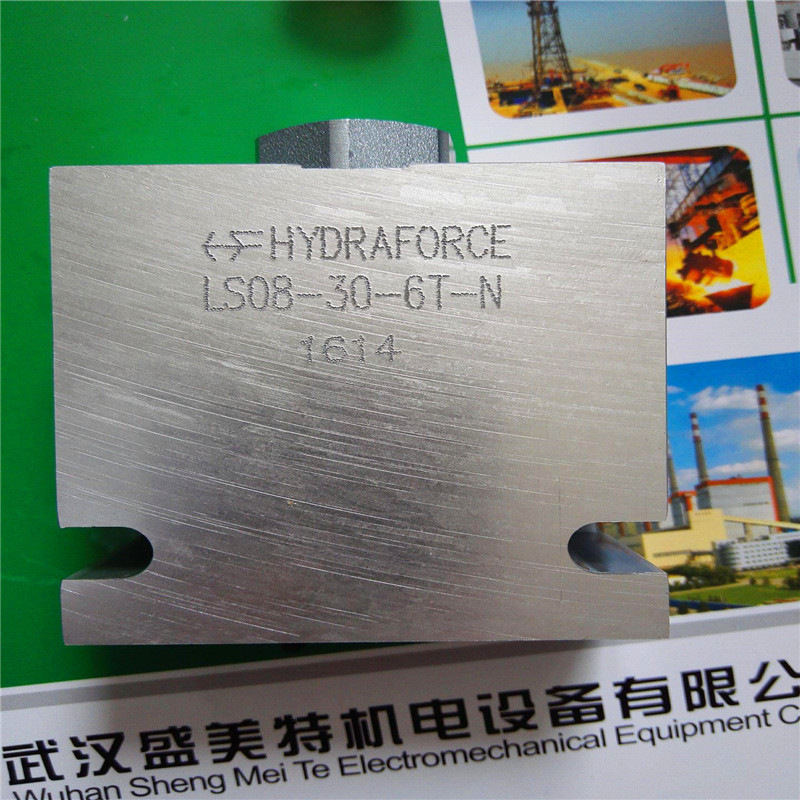 HYDRAFORCE
LS08-30-6T-N
1614
武汉盛美特机电设备有限公
Wuhan Sheng Mei Te Electromechanical Equipment C